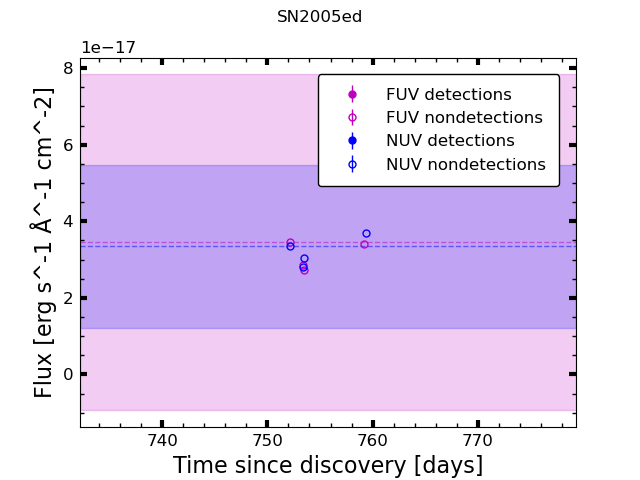 SN2005ed
1e−17
8
6
4
2
0
Flux [erg s^-1 Å^-1 cm^-2]
FUV detections
FUV nondetections
NUV detections
NUV nondetections
740
750
760
770
Time since discovery [days]